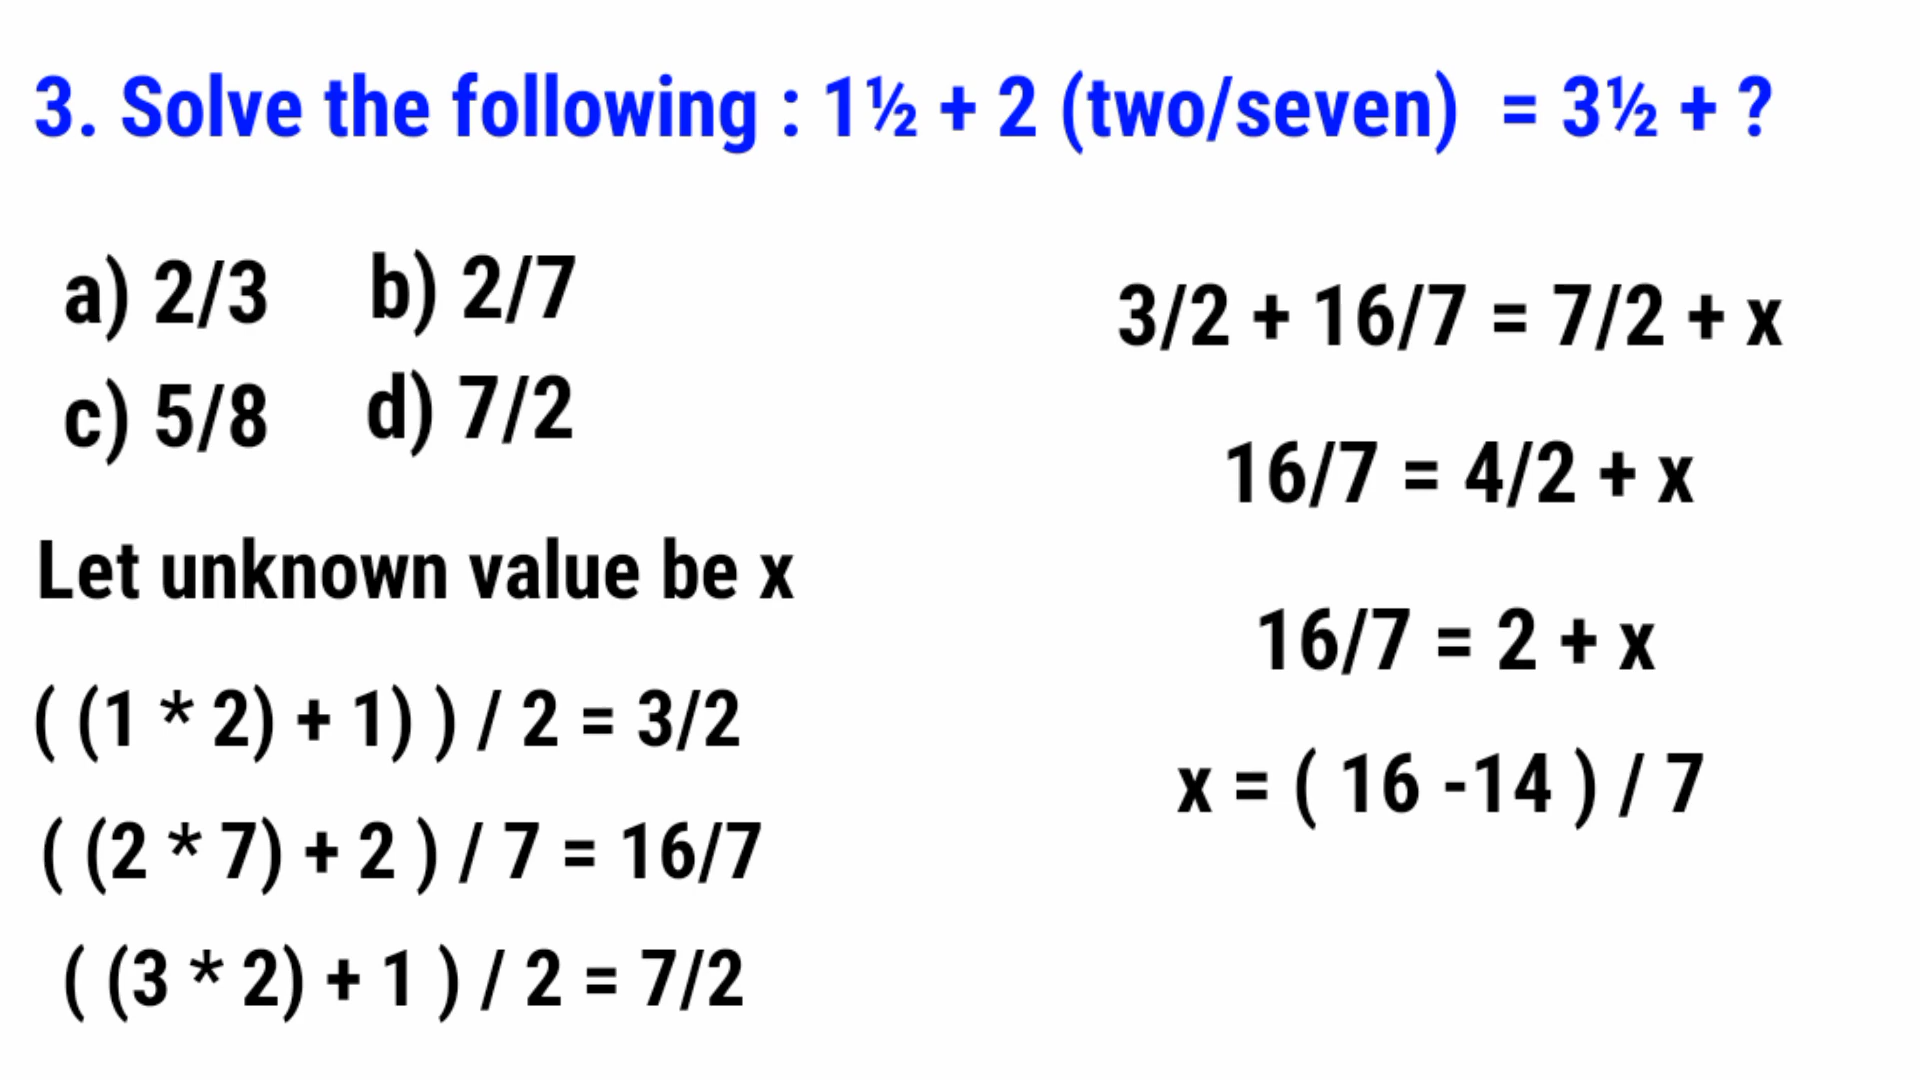 3. Solve the following : 1½ + 2 (two/seven) = 3½ + ?
a) 2/3 b) 2/7
c) 5/8 d) 7/2
Let unknown value be x
( (1 * 2) + 1) ) / 2 = 3/2
( (2 * 7) + 2 ) / 7 = 16/7
( (3 * 2) + 1 ) / 2 = 7/2
3/2 + 16/7 = 7/2 + x
16/7 = 4/2 + x
16/7 = 2 + x
x = ( 16 -14 ) / 7